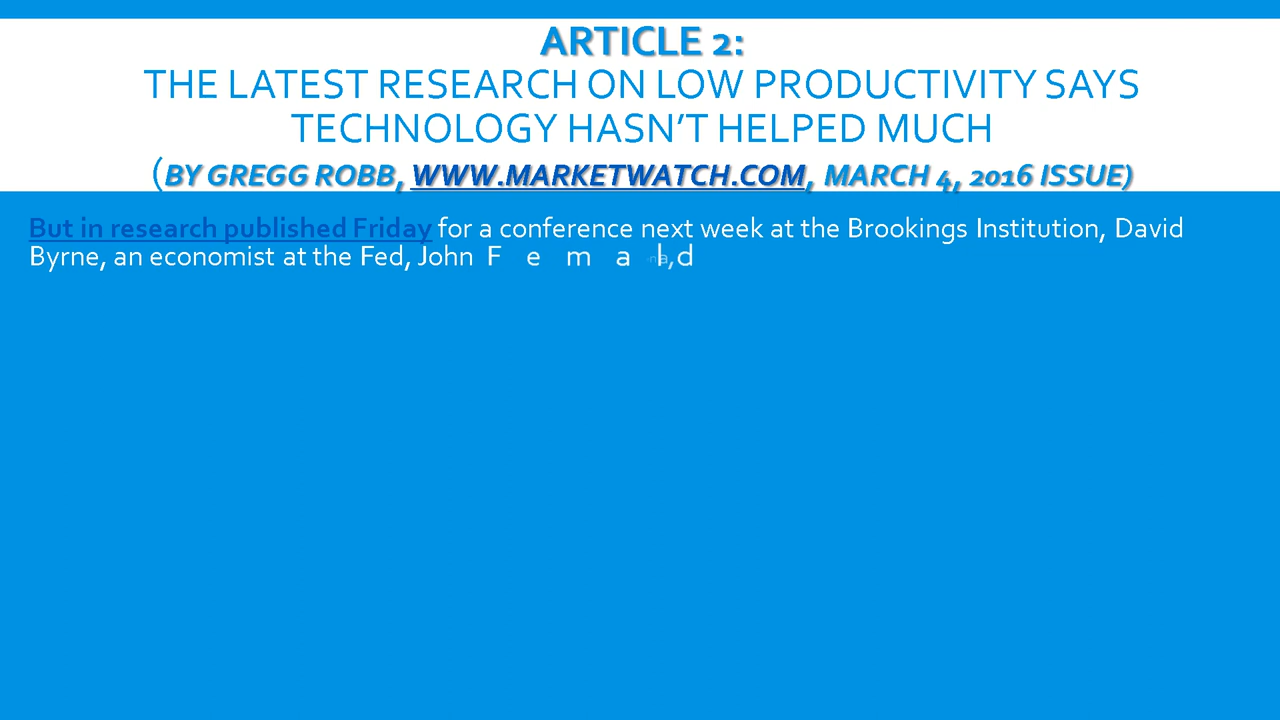 ARTICLE 2:
THE LATEST RESEARCH ON LOW PRODUCTIVITY SAYS
TECHNOLOGY HASN'T HELPED MUCH
(BY GREGG ROBB, WWW.MARKETWATCH.COM, MARCH 4, 2016 ISSUE)
But in research published Friday for a conference next week at the Brookings Institution, David
Byrne, an economist at the Fed, John